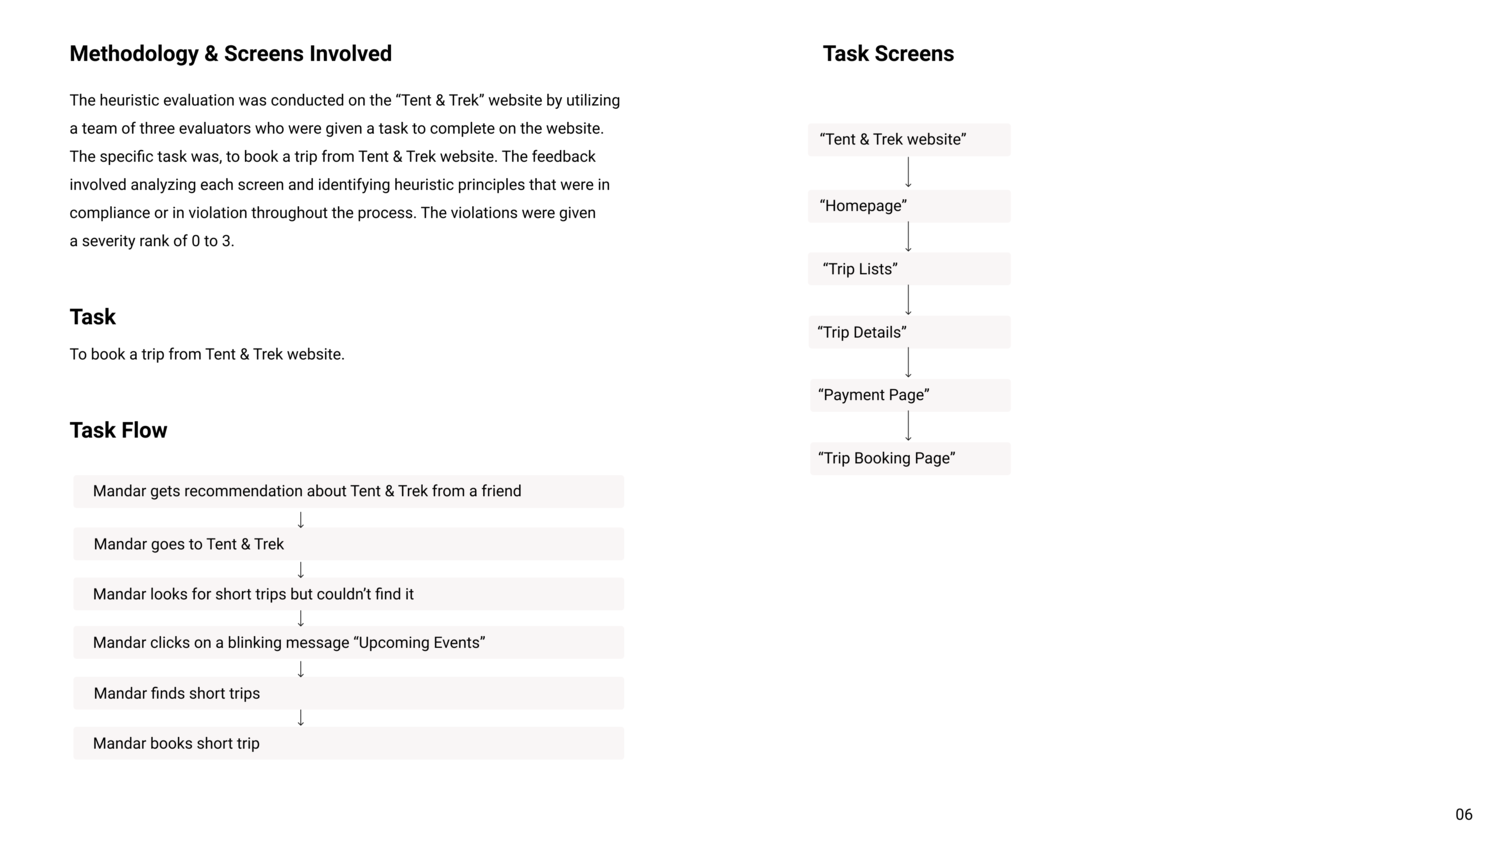 Methodology & Screens Involved
The heuristic evaluation was conducted on the “Tent & Trek” website by utilizing
a team of three evaluators who were given a task to complete on the website.
The specific task was, to book a trip from Tent & Trek website. The feedback
involved analyzing each screen and identifying heuristic principles that were in
compliance or in violation throughout the process. The violations were given
a severity rank of 0 to 3.
Task
To book a trip from Tent & Trek website.
Task Flow
Mandar gets recommendation about Tent & Trek from a friend
Mandar goes to Tent & Trek
Mandar looks for short trips but couldn’t find it
Mandar clicks on a blinking message “Upcoming Events”
Mandar finds short trips
Mandar books short trip
Task Screens
“Tent & Trek website”
“Homepage”
“Trip Lists”
“Trip Details”
“Payment Page”
“Trip Booking Page”
06